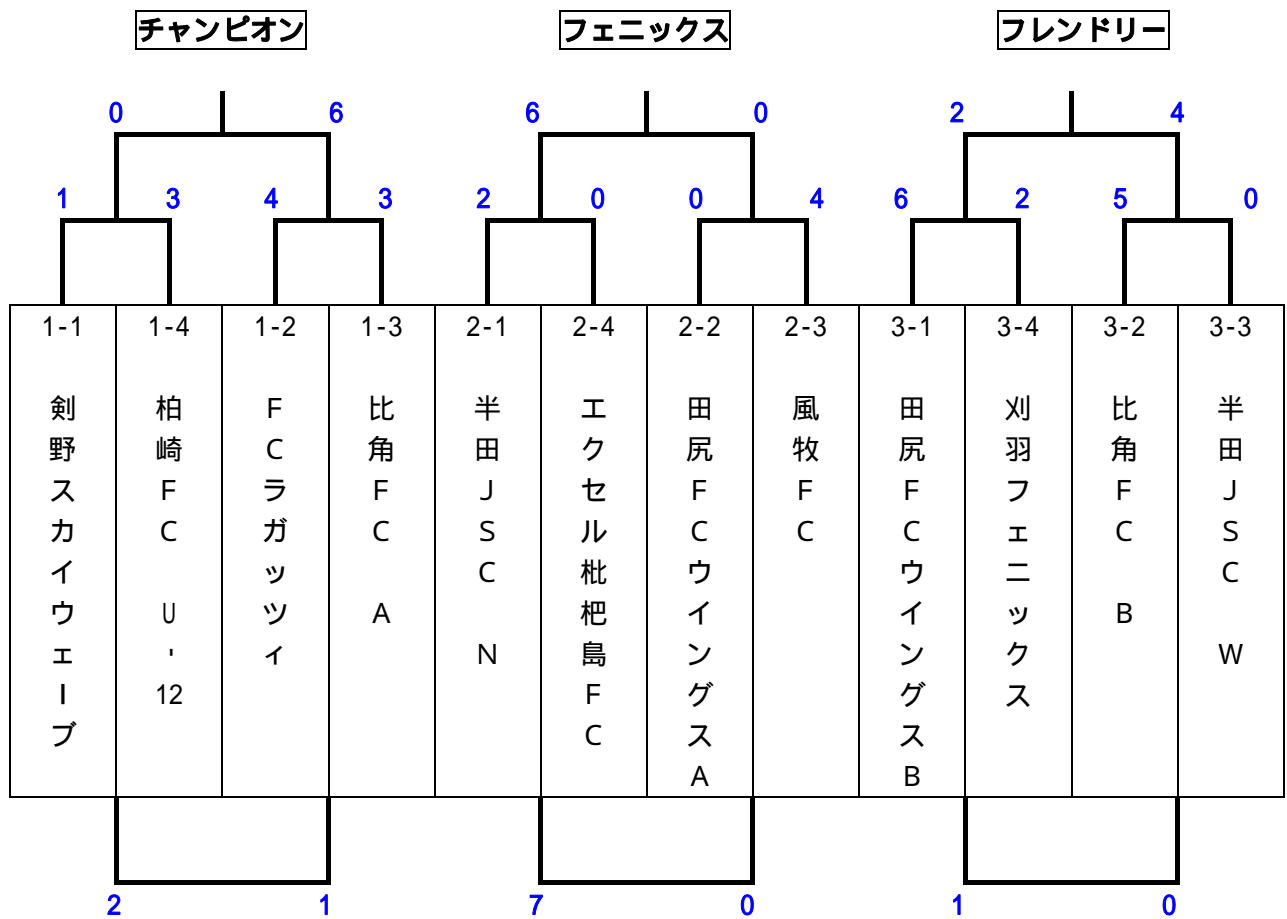 チャンピオン フェニックス フレンドリー
0 6 6 0 2 4
1 3 4 3 2 0 0 4 6 2 5 0
1-1 1-4 1-2 1-3 2-1 2-4 2-2 2-3 3-1 3-4 3-2 3-3
剣野スカイウェーブ
柏崎FC U-12
FCラガッツィ
比角FC A
半田JSC N
エクセル枇杷島FC
田尻FCウイングスA
風牧FC
田尻FCウイングスB
刈羽フェニックス
比角FC B
半田JSC W
2 1 7 0 1 0